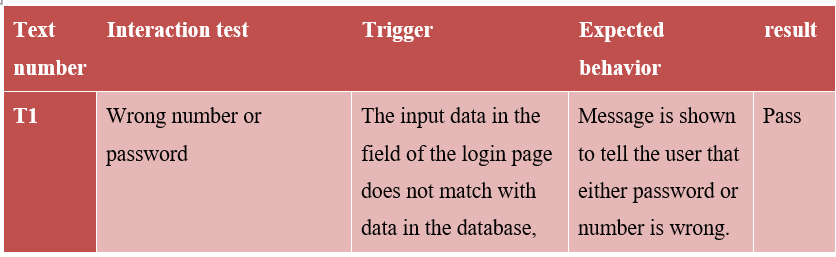 Text number
Interaction test
Trigger
Expected behavior
result
T1
Wrong number or
password
The input data in the
field of the login page
does not match with
data in the database,
Message is shown
to tell the user that
either password or
number is wrong.
Pass